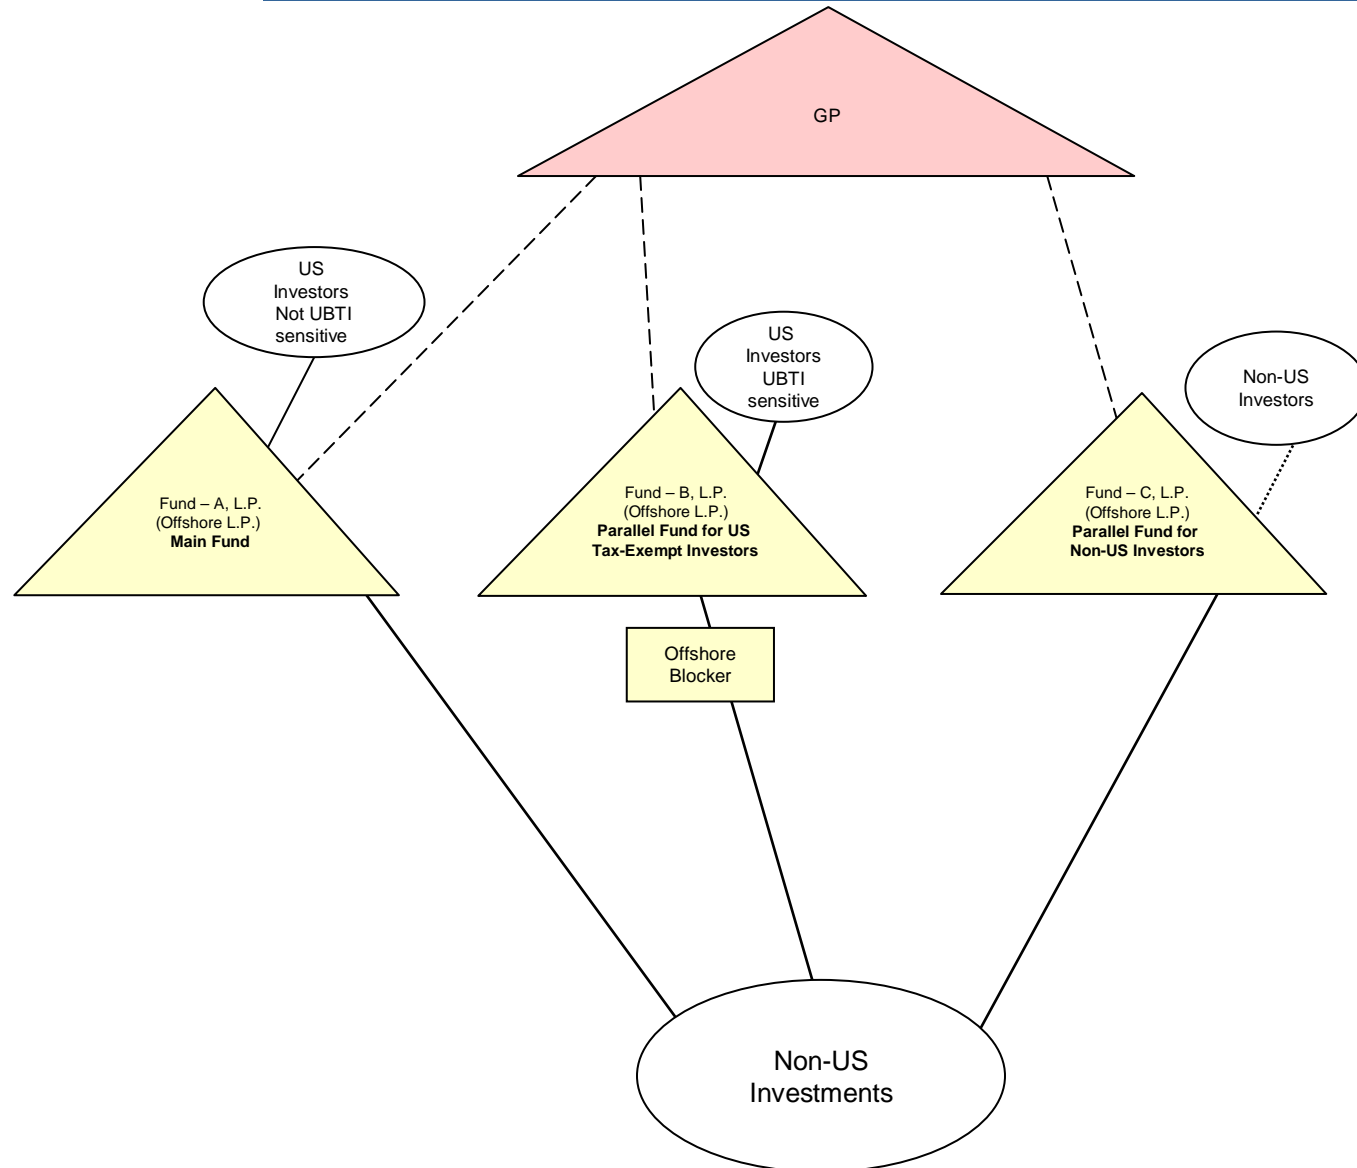 GP
US
Investors
Not UBTI
sensitive
US
Investors
UBTI
sensitive
Non-US
Investors
Fund – A, L.P.
(Offshore L.P.)
Main Fund
Fund – B, L.P.
(Offshore L.P.)
Parallel Fund for US
Tax-Exempt Investors
Fund – C, L.P.
(Offshore L.P.)
Parallel Fund for
Non-US Investors
Offshore
Blocker
Non-US
Investments